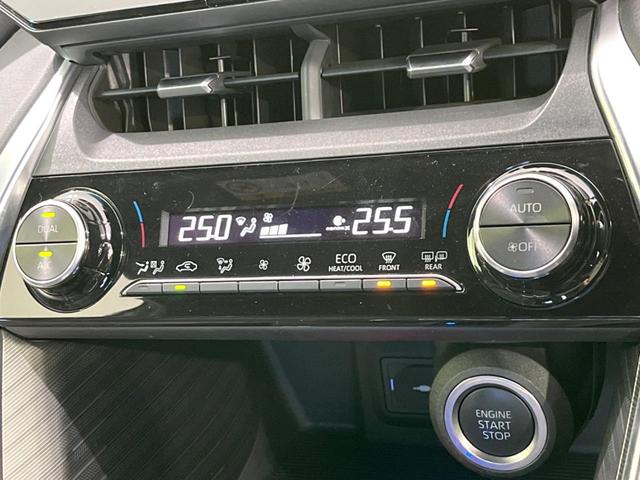 25.0 25.5
DUAL
A/C
AUTO
OFF
ECO
HEAT/COOL
FRONT
REAR
ENGINE
START
STOP